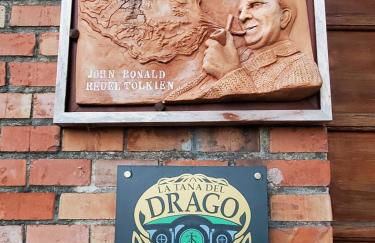 JOHN RONALD
REUEL TOLKIEN
LA TANA DEL
DRAGO